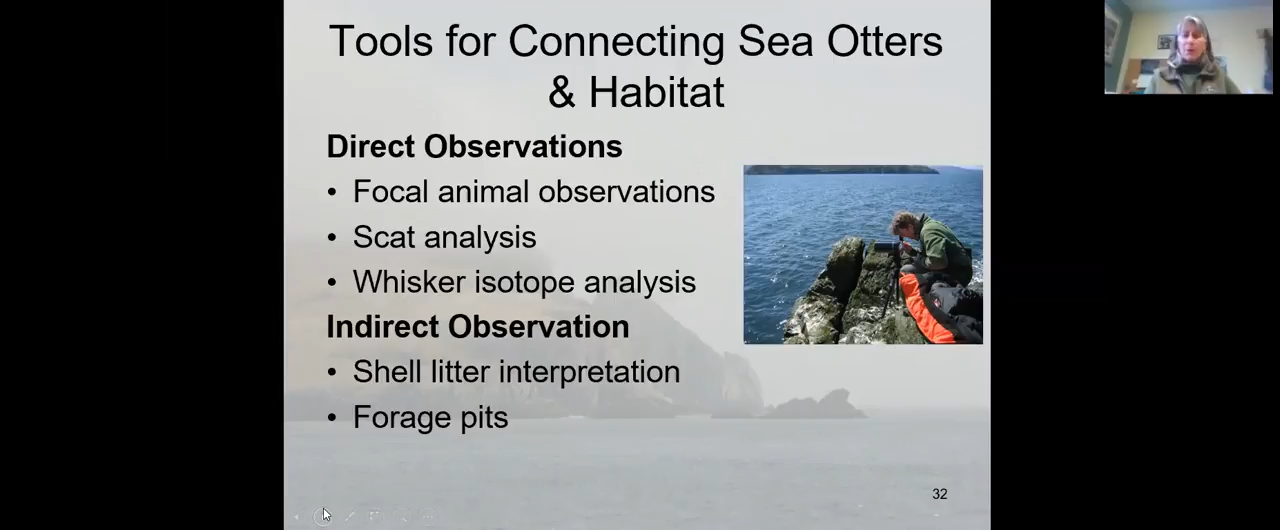 Tools for Connecting Sea Otters
& Habitat
Direct Observations
• Focal animal observations
• Scat analysis
• Whisker isotope analysis
Indirect Observation
• Shell litter interpretation
• Forage pits
32